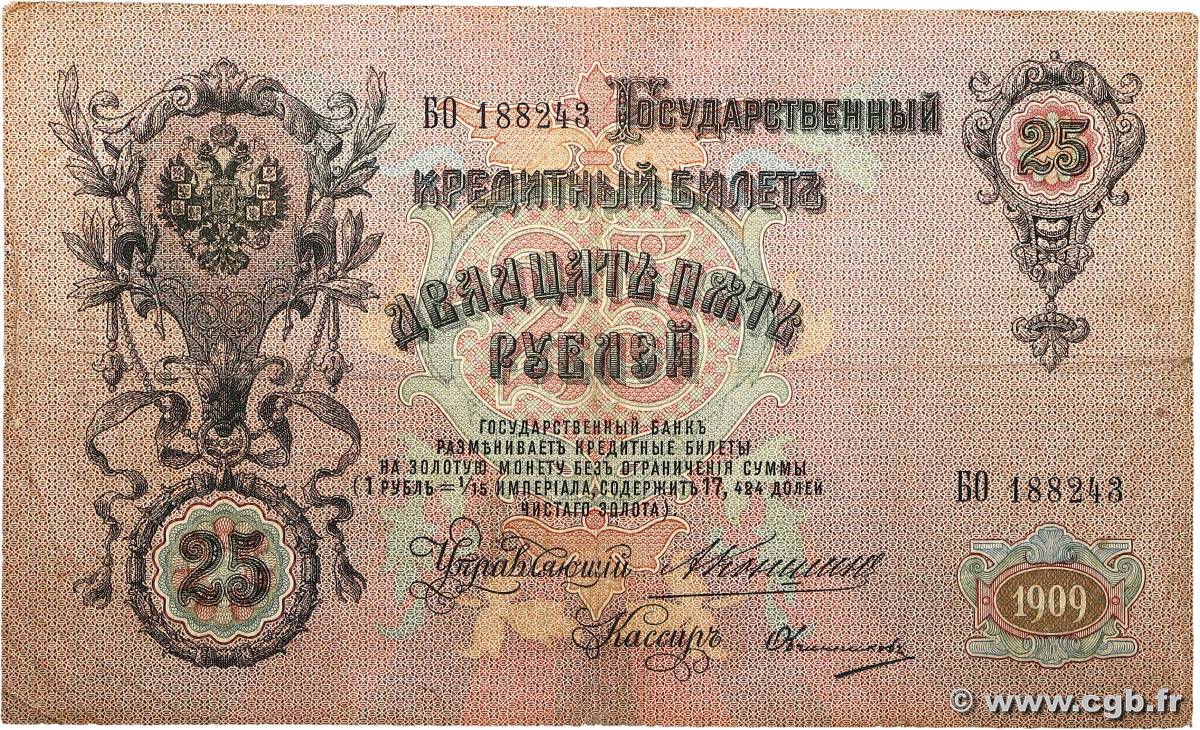 БО 188243 Государственный
Кредитный Билетъ
25
Двадцать пять
рублей
ГОСУДАРСТВЕННЫЙ БАНКЪ
РАЗМѢНИВАЕТЪ КРЕДИТНЫЕ БИЛЕТЫ
НА ЗОЛОТУЮ МОНЕТУ БЕЗЪ ОГРАНИЧЕНІЯ СУММЫ
(1 РУБЛЬ = 1/15 ИМПЕРІАЛА, СОДЕРЖИТЪ 17,424 ДОЛЕЙ
ЧИСТАГО ЗОЛОТА).
БО 188243
25
Управляющій
Кассиръ
1909
25
© www.cgb.fr